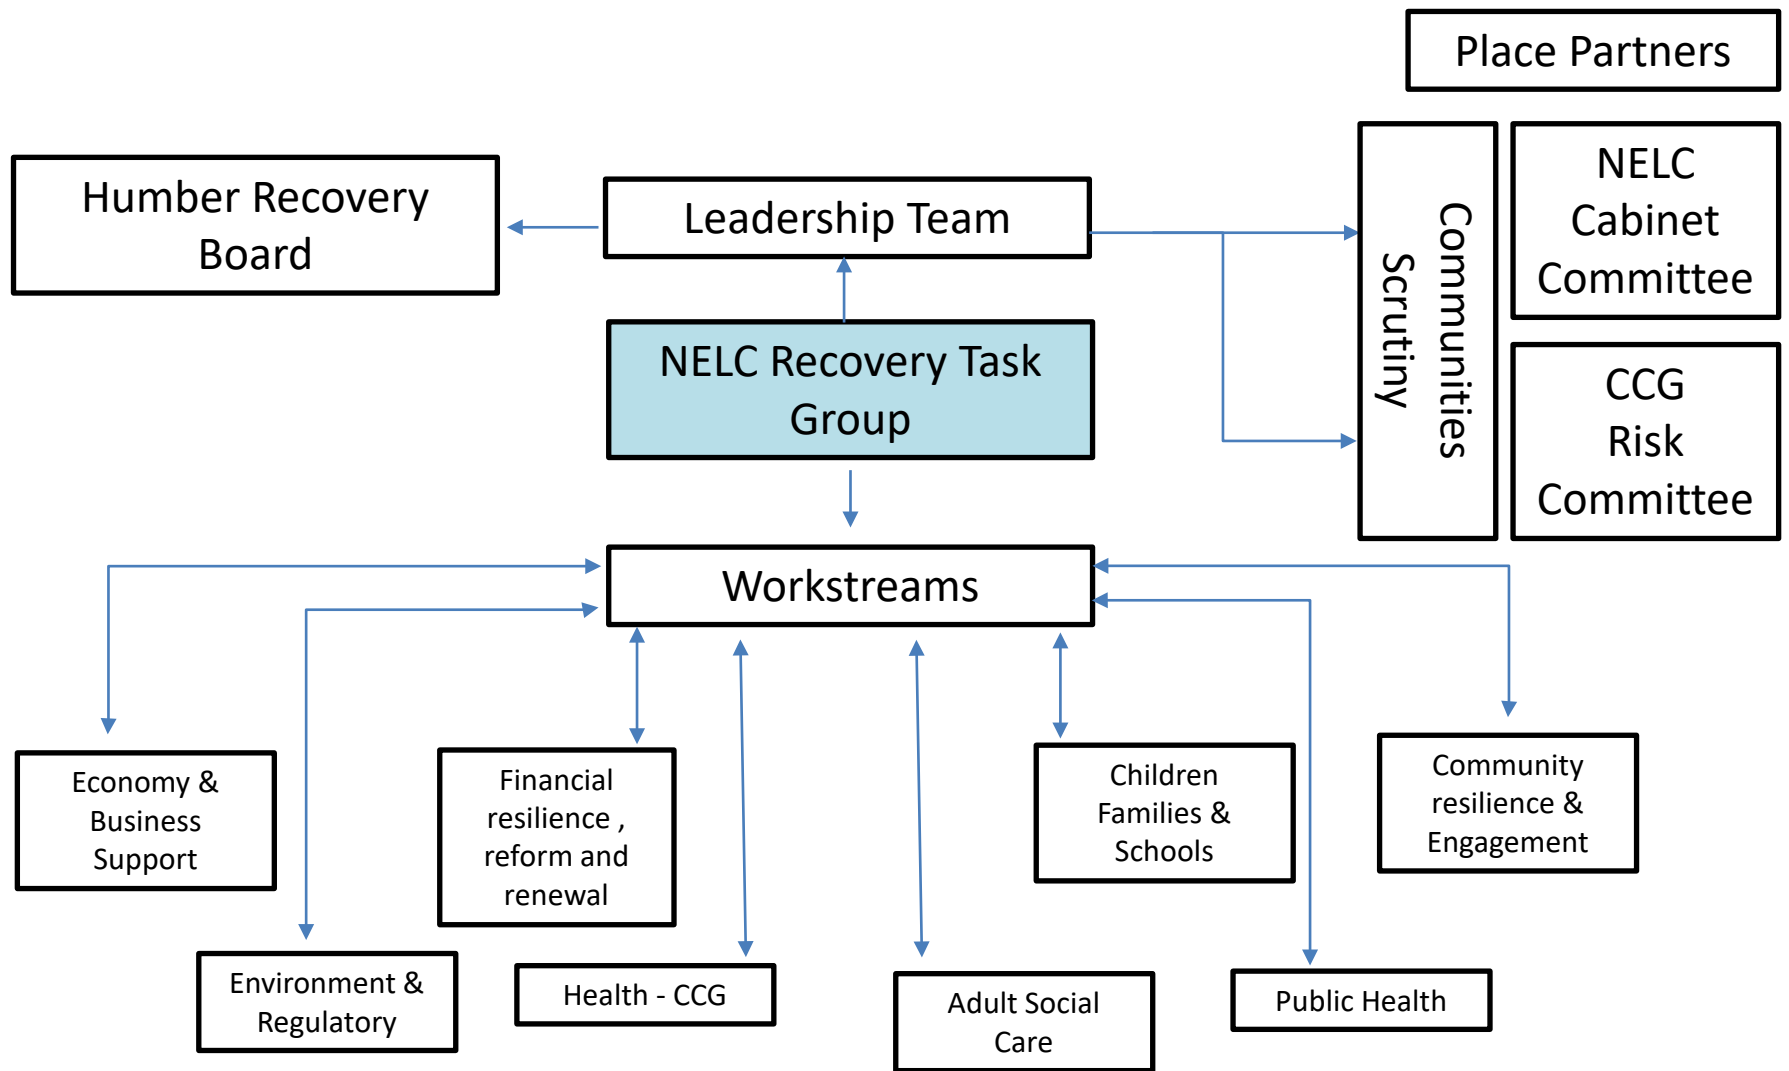 Place Partners
Humber Recovery
Board
Leadership Team
Communities
Scrutiny
NELC
Cabinet
Committee
NELC Recovery Task
Group
CCG
Risk
Committee
Workstreams
Economy &
Business
Support
Financial
resilience ,
reform and
renewal
Children
Families &
Schools
Community
resilience &
Engagement
Environment &
Regulatory
Health - CCG
Adult Social
Care
Public Health